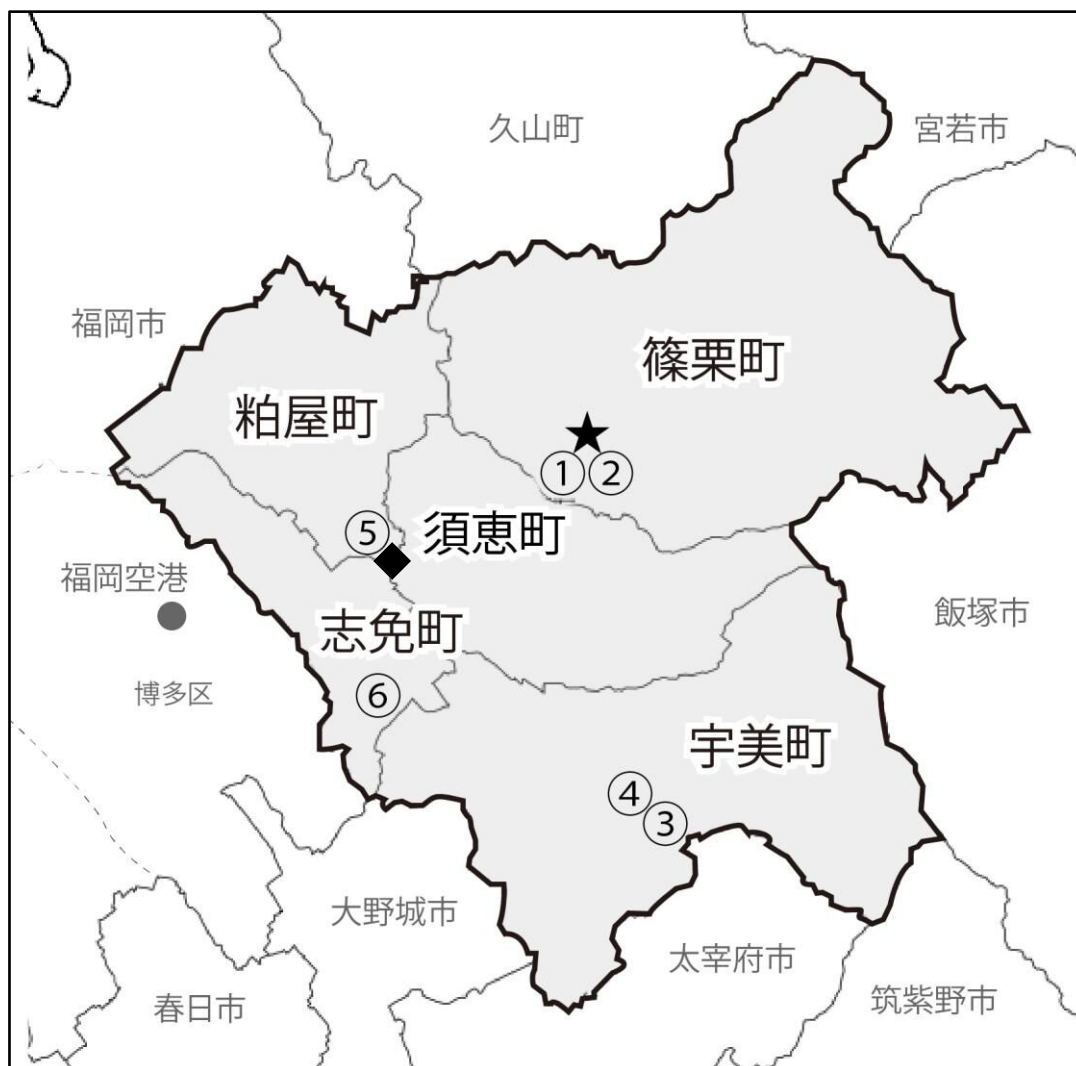 久山町
宮若市
福岡市
篠栗町
粕屋町
★
① ②
⑤
須恵町
◆
福岡空港
飯塚市
志免町
博多区
⑥
宇美町
④
③
大野城市
太宰府市
春日市
筑紫野市